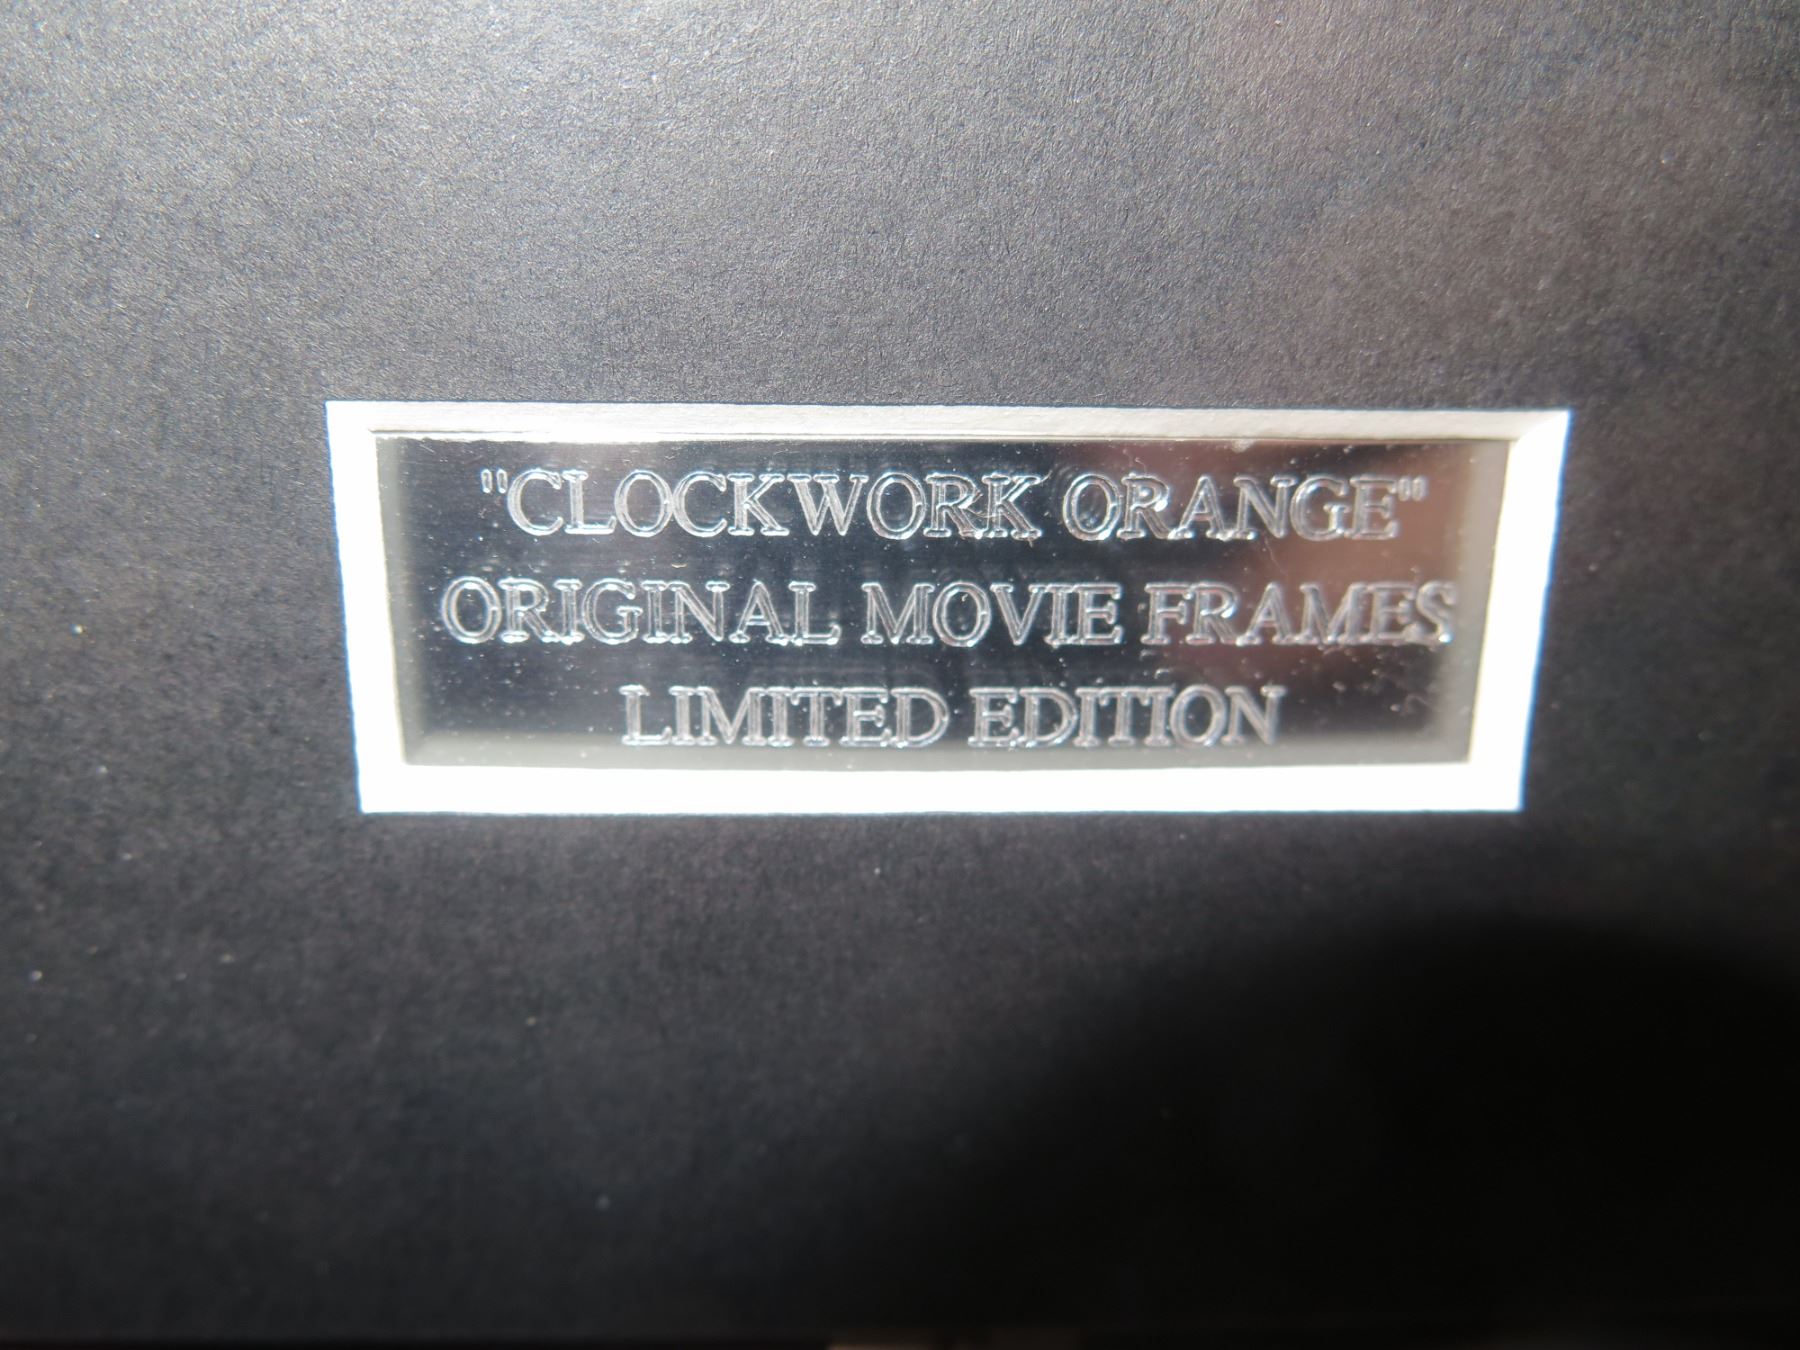 "CLOCKWORK ORANGE"
ORIGINAL MOVIE FRAMES
LIMITED EDITION